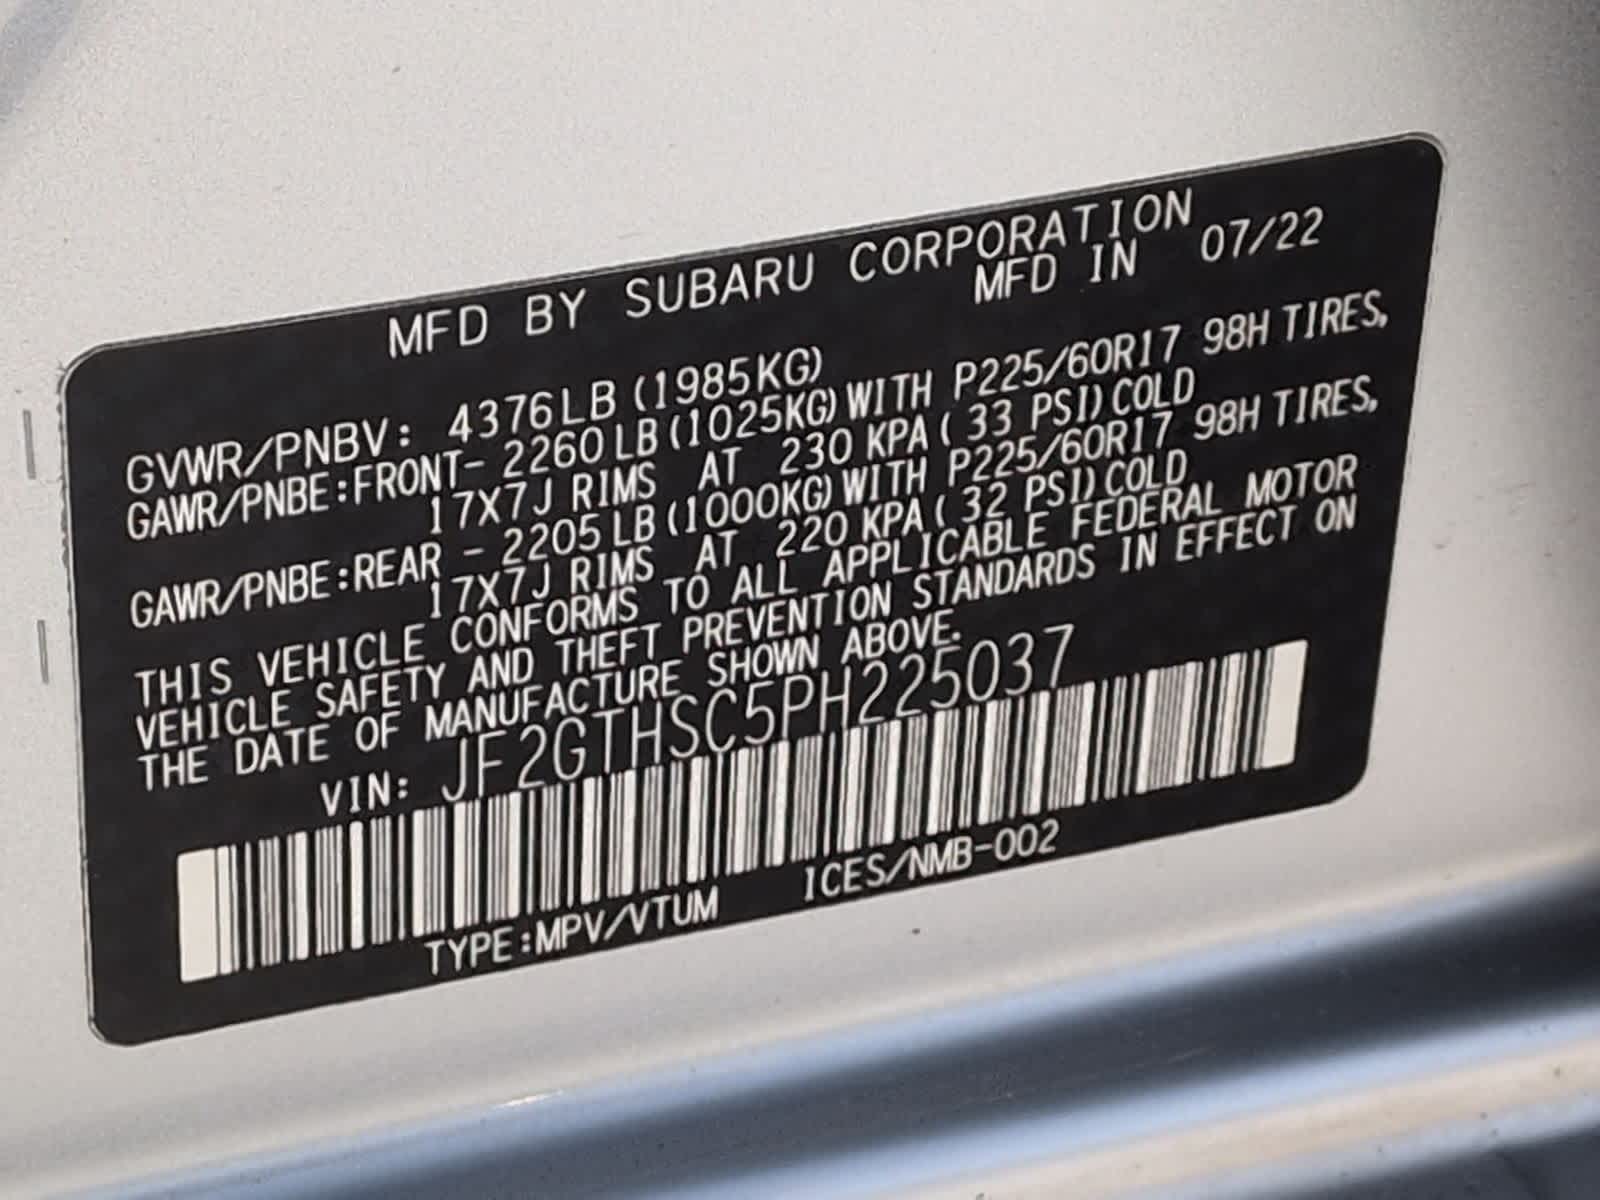 MFD BY SUBARU CORPORATION
MFD IN 07/22
GVWR/PNBV: 4376LB (1985KG)
GAWR/PNBE:FRONT- 2260LB (1025KG) WITH P225/60R17 98H TIRES,
17X7J RIMS AT 230 KPA ( 33 PSI) COLD
GAWR/PNBE:REAR - 2205LB (1000KG) WITH P225/60R17 98H TIRES,
17X7J RIMS AT 220 KPA ( 32 PSI) COLD
THIS VEHICLE CONFORMS TO ALL APPLICABLE FEDERAL MOTOR
VEHICLE SAFETY AND THEFT PREVENTION STANDARDS IN EFFECT ON
THE DATE OF MANUFACTURE SHOWN ABOVE.
VIN: JF2GTHSC5PH225037
TYPE:MPV/VTUM ICES/NMB-002